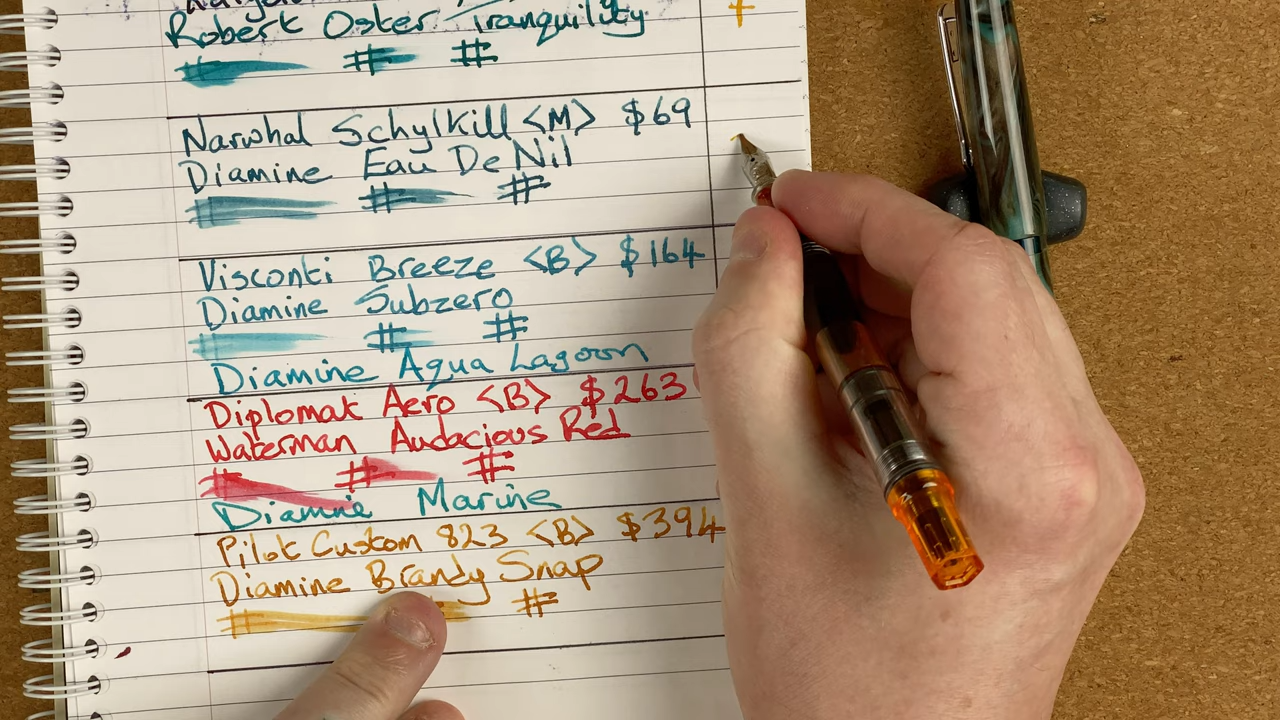 Robert Oster Tranquility
# #
Narwhal Schylkill <M> $69
Diamine Eau De Nil
# #
Visconti Breeze <B> $164
Diamine Subzero
# #
Diamine Aqua Lagoon
Diplomat Aero <B> $263
Waterman Audacious Red
# # #
Diamine Marine
Pilot Custom 823 <B> $394
Diamine Brandy Snap
# #